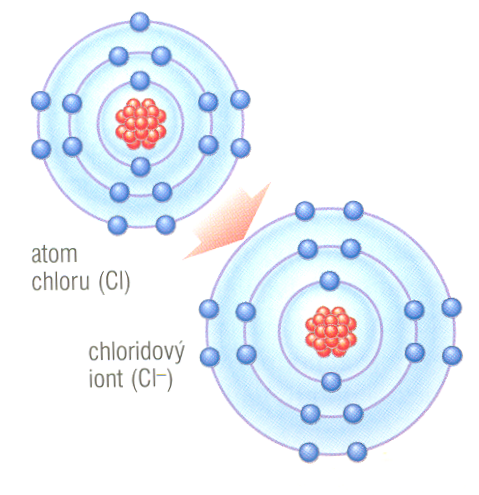 atom
chloru (Cl)
chloridový
iont (Cl–)